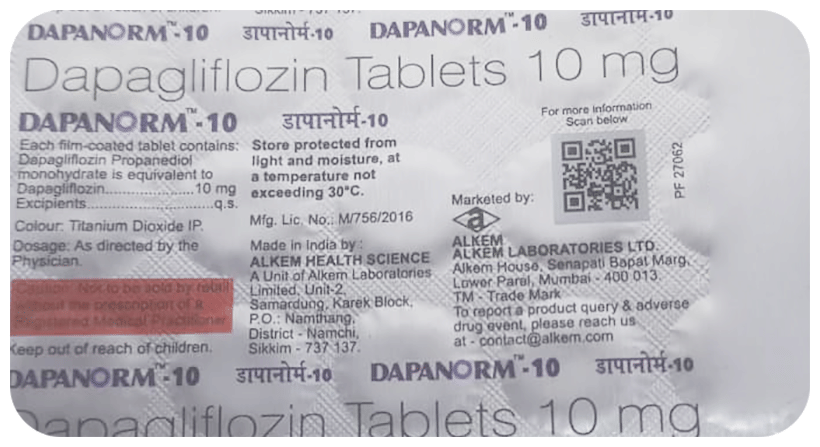 DAPANORM™-10 डापानोर्म-10 DAPANORM™-10 डापानोर्म-10
Dapagliflozin Tablets 10 mg
DAPANORM™-10 डापानोर्म-10
Each film-coated tablet contains:
Dapagliflozin Propanediol
monohydrate is equivalent to
Dapagliflozin.....................10 mg
Excipients.......................q.s.
Colour: Titanium Dioxide IP.
Dosage: As directed by the
Physician.
Caution: Not to be sold by retail
without the prescription of a
Registered Medical Practitioner.
Keep out of reach of children.
Store protected from
light and moisture, at
a temperature not
exceeding 30°C.
Mfg. Lic. No.: M/756/2016
Made in India by :
ALKEM HEALTH SCIENCE
A Unit of Alkem Laboratories
Limited, Unit-2,
Samardung, Karek Block,
P.O.: Namthang,
District - Namchi,
Sikkim - 737 137.
For more information
Scan below
PF 27062
Marketed by:
a
ALKEM
ALKEM LABORATORIES LTD.
Alkem House, Senapati Bapat Marg,
Lower Parel, Mumbai - 400 013.
TM - Trade Mark
To report a product query & adverse
drug event, please reach us
at - contact@alkem.com
DAPANORM™-10 डापानोर्म-10 DAPANORM™-10 डापानोर्म-10
Dapagliflozin Tablets 10 mg